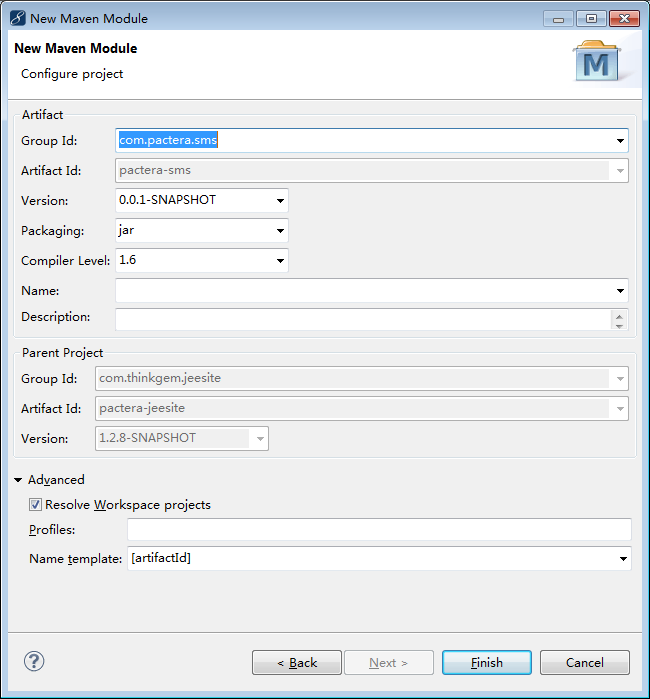 New Maven Module
New Maven Module
Configure project
M
Artifact
Group Id: com.pactera.sms
Artifact Id: pactera-sms
Version: 0.0.1-SNAPSHOT
Packaging: jar
Compiler Level: 1.6
Name:
Description:
Parent Project
Group Id: com.thinkgem.jeesite
Artifact Id: pactera-jeesite
Version: 1.2.8-SNAPSHOT
Advanced
Resolve Workspace projects
Profiles:
Name template: [artifactId]
?
< Back Next > Finish Cancel